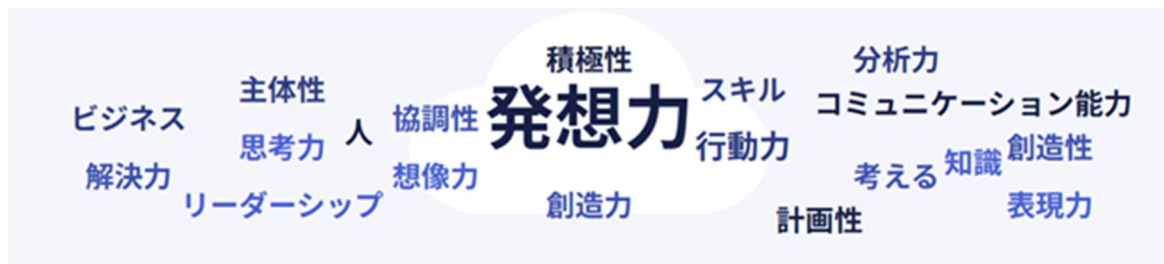 積極性
分析力
主体性
スキル
コミュニケーション能力
ビジネス
協調性
発想力
人
思考力
行動力
知識
創造性
解決力
想像力
考える
リーダーシップ
創造力
表現力
計画性